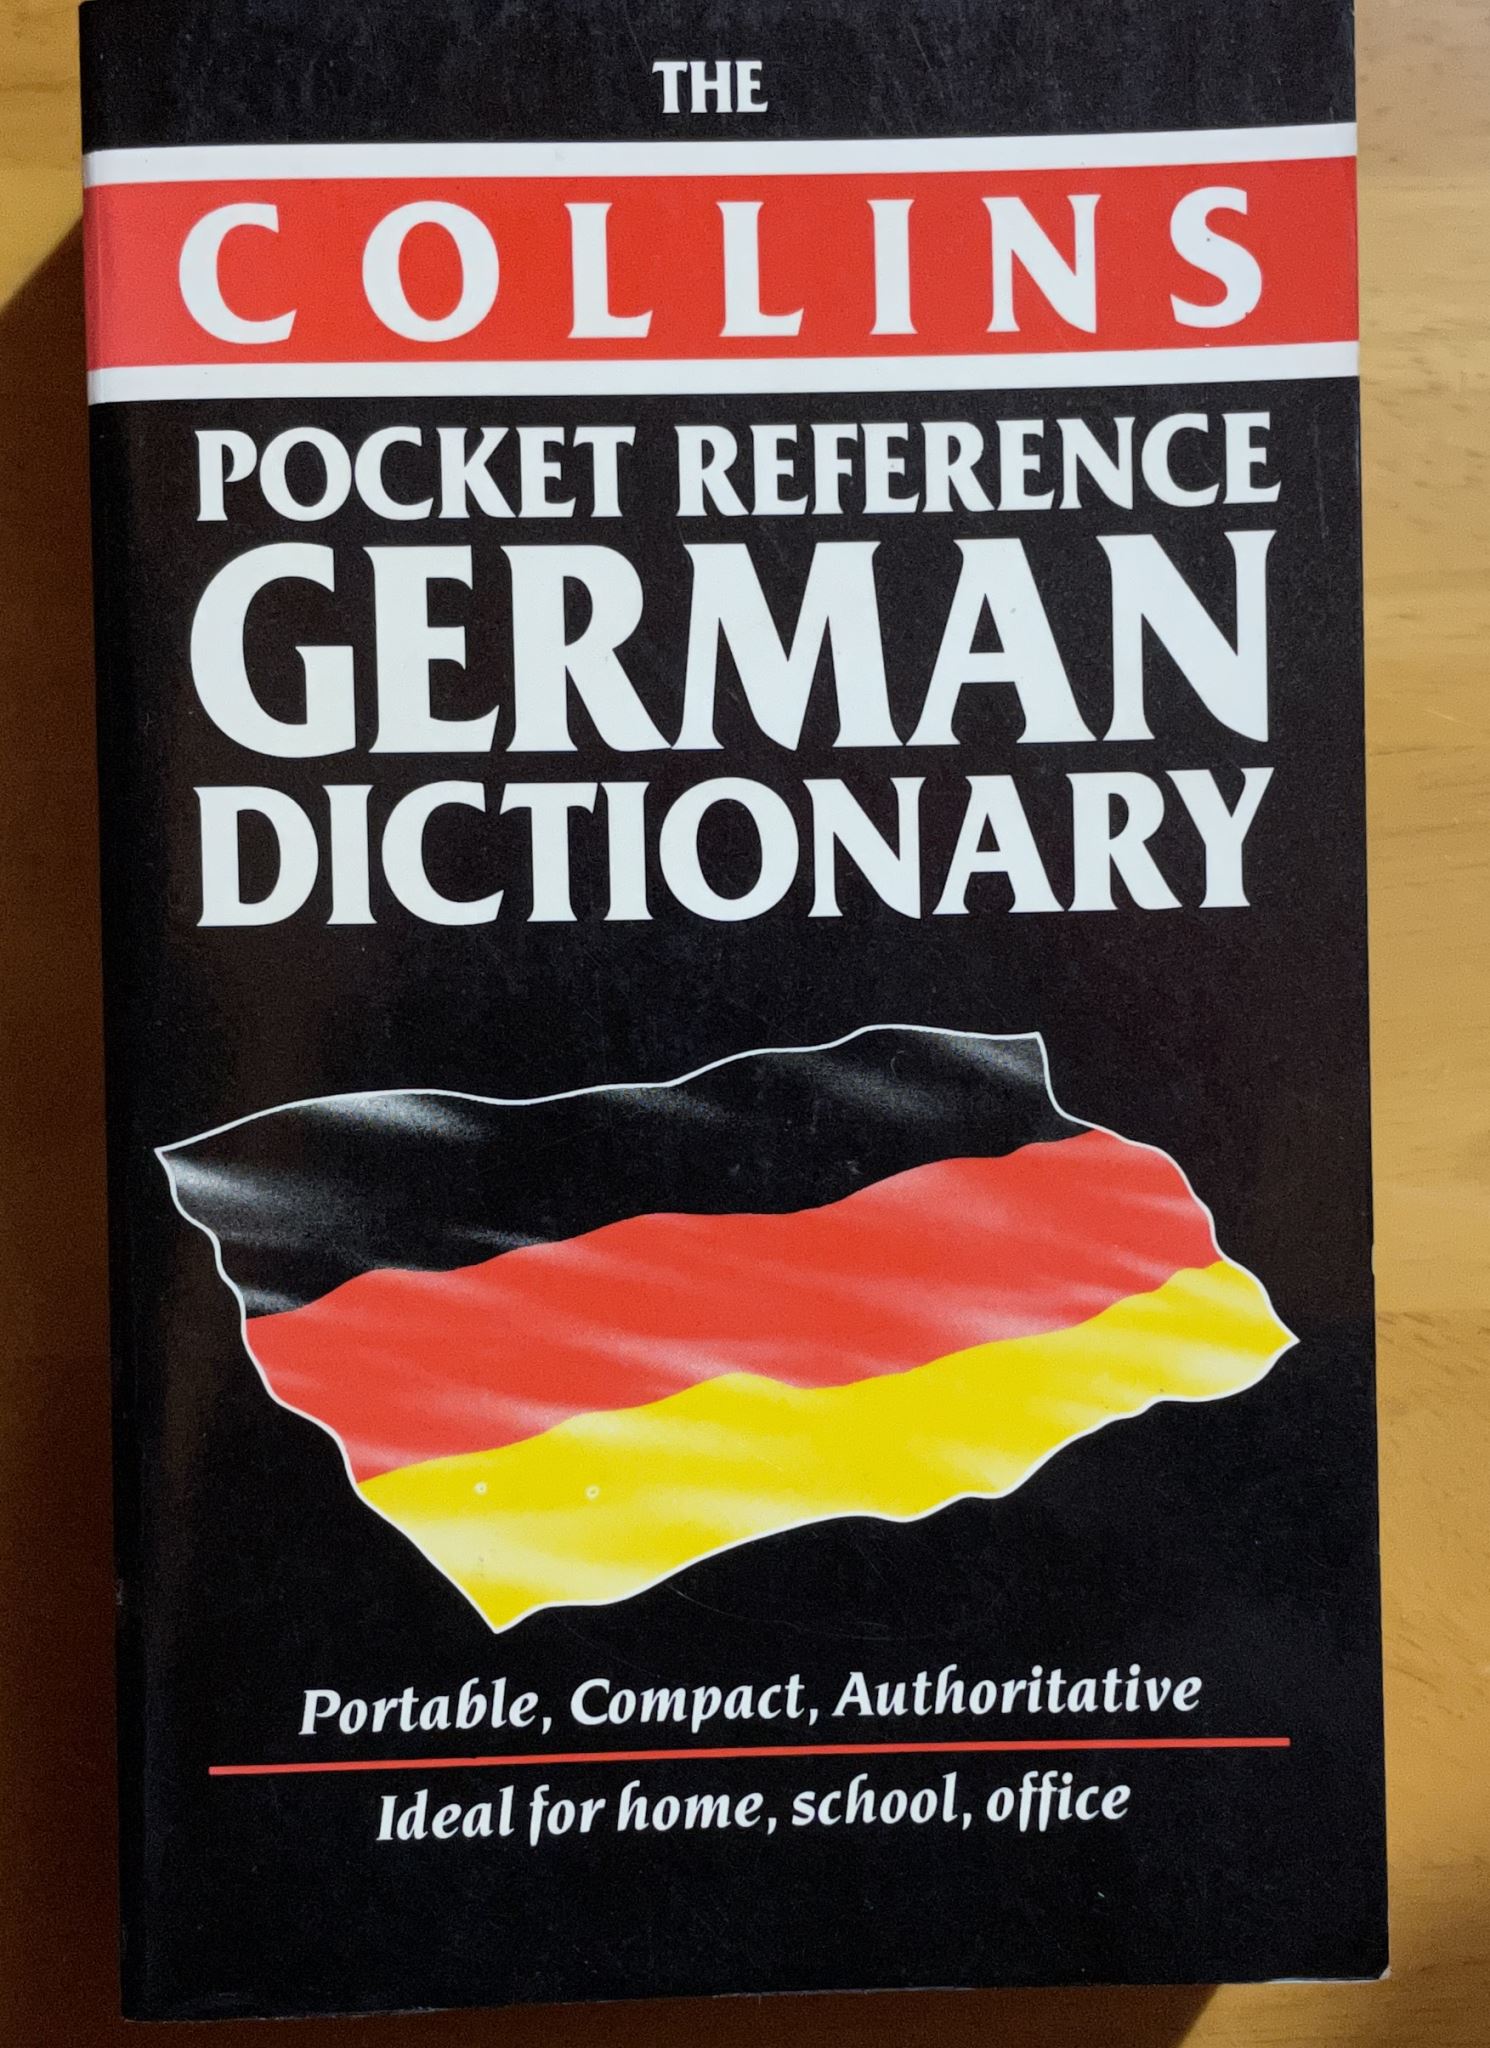 THE
COLLINS
POCKET REFERENCE
GERMAN
DICTIONARY
Portable, Compact, Authoritative
Ideal for home, school, office